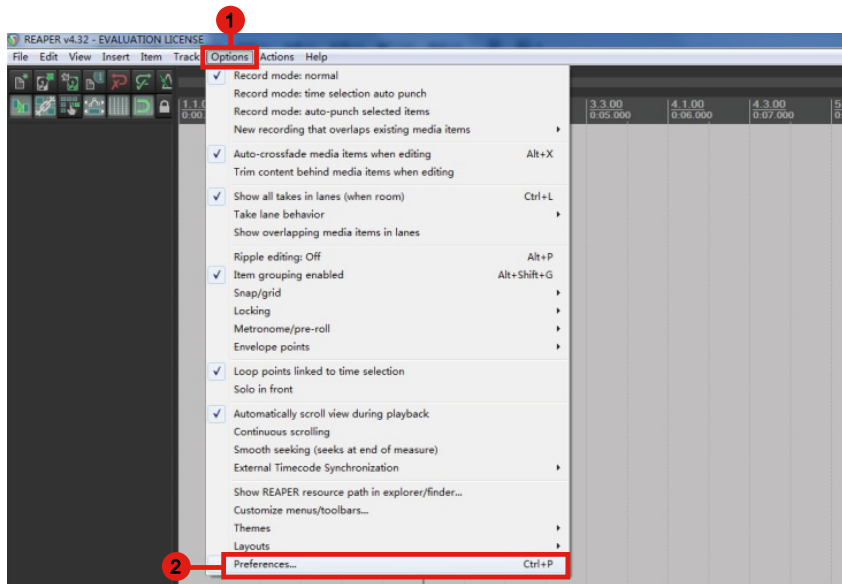 1
REAPER v4.32 - EVALUATION LICENSE
File Edit View Insert Item Track Options Actions Help
Record mode: normal
Record mode: time selection auto punch
Record mode: auto-punch selected items
New recording that overlaps existing media items
Auto-crossfade media items when editing Alt+X
Trim content behind media items when editing
Show all takes in lanes (when room) Ctrl+L
Take lane behavior
Show overlapping media items in lanes
Ripple editing: Off Alt+P
Item grouping enabled Alt+Shift+G
Snap/grid
Locking
Metronome/pre-roll
Envelope points
Loop points linked to time selection
Solo in front
Automatically scroll view during playback
Continuous scrolling
Smooth seeking (seeks at end of measure)
External Timecode Synchronization
Show REAPER resource path in explorer/finder...
Customize menus/toolbars...
Themes
Layouts
2 Preferences... Ctrl+P
3.3.00 4.1.00 4.3.00
0:05.000 0:06.000 0:07.000